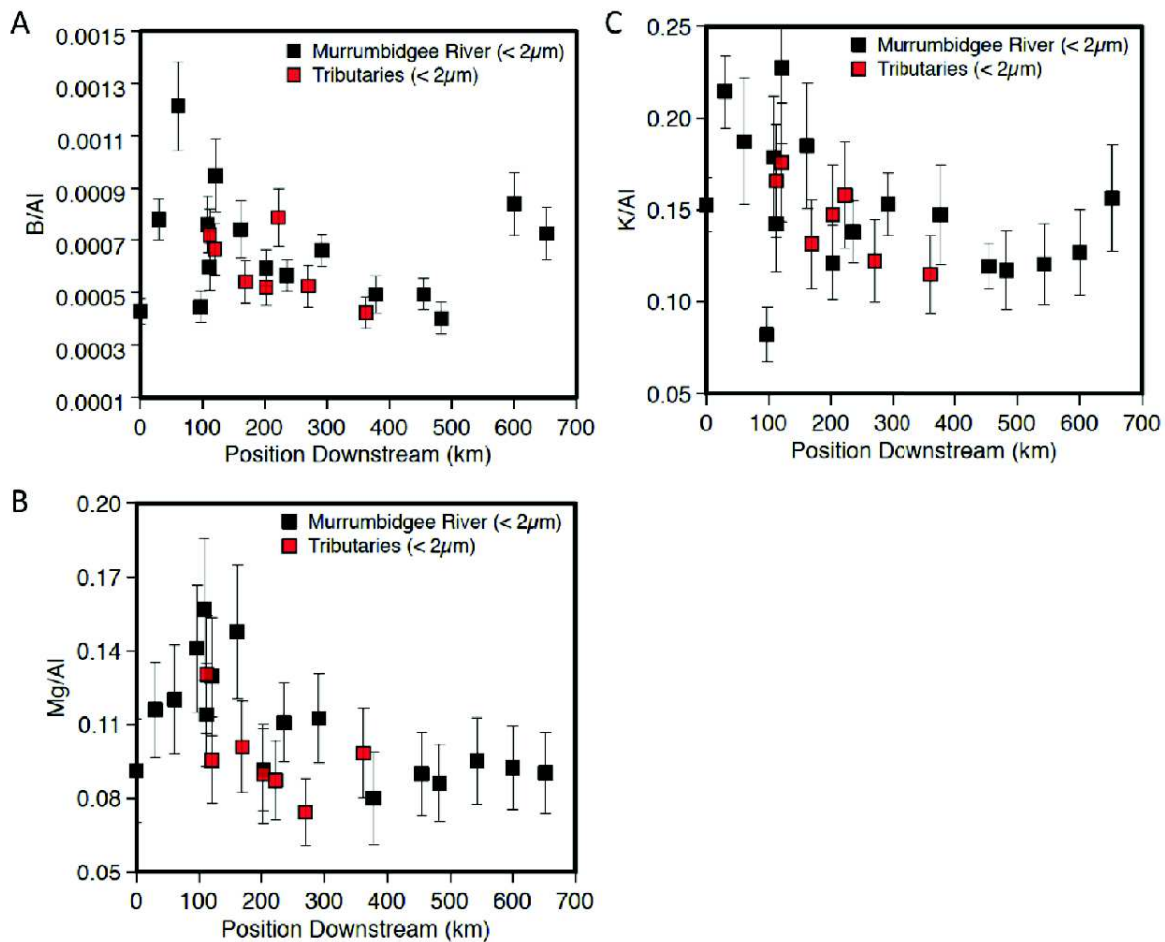 A
0.0015
0.0013
0.0011
0.0009
0.0007
0.0005
0.0003
0.0001
B/Al
Murrumbidgee River (< 2µm)
Tributaries (< 2µm)
0 100 200 300 400 500 600 700
Position Downstream (km)
C
0.25
0.20
0.15
0.10
0.05
K/Al
Murrumbidgee River (< 2µm)
Tributaries (< 2µm)
0 100 200 300 400 500 600 700
Position Downstream (km)
B
0.20
0.17
0.14
0.11
0.08
0.05
Mg/Al
Murrumbidgee River (< 2µm)
Tributaries (< 2µm)
0 100 200 300 400 500 600 700
Position Downstream (km)